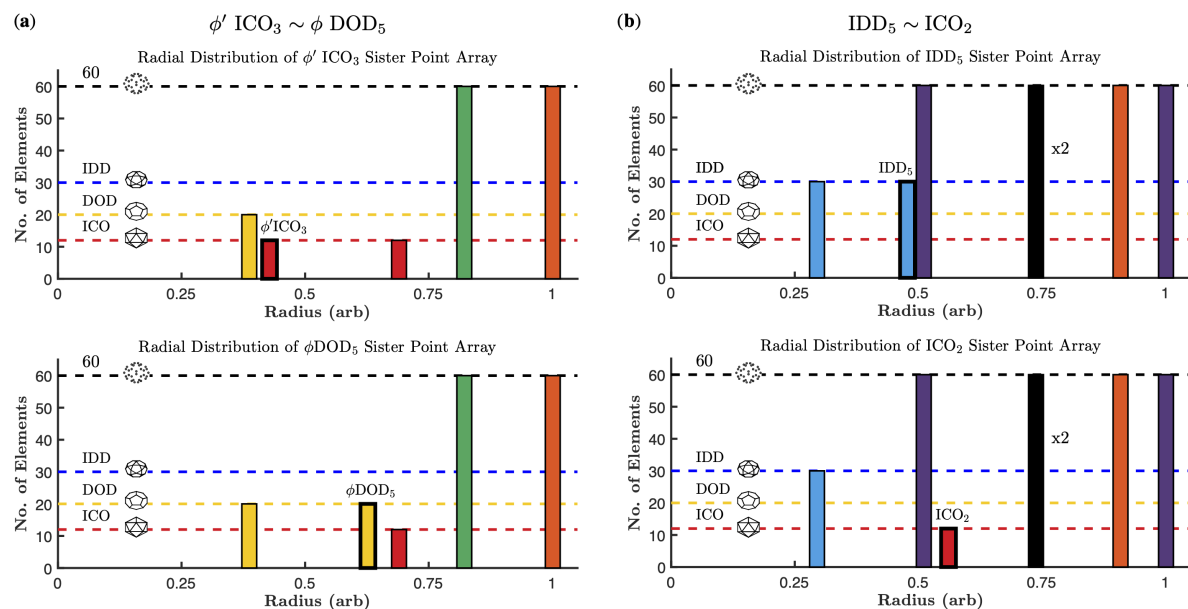 (a)
ϕ′ ICO₃ ∼ ϕ DOD₅
Radial Distribution of ϕ′ ICO₃ Sister Point Array
No. of Elements
60
50
40
30
20
10
0
60
IDD
DOD
ICO
ϕ′ICO₃
0
0.25
0.5
0.75
1
Radius (arb)
Radial Distribution of ϕDOD₅ Sister Point Array
No. of Elements
60
50
40
30
20
10
0
60
IDD
DOD
ICO
ϕDOD₅
0
0.25
0.5
0.75
1
Radius (arb)
(b)
IDD₅ ∼ ICO₂
Radial Distribution of IDD₅ Sister Point Array
No. of Elements
60
50
40
30
20
10
0
60
IDD
DOD
ICO
IDD₅
x2
0
0.25
0.5
0.75
1
Radius (arb)
Radial Distribution of ICO₂ Sister Point Array
No. of Elements
60
50
40
30
20
10
0
60
IDD
DOD
ICO
ICO₂
x2
0
0.25
0.5
0.75
1
Radius (arb)